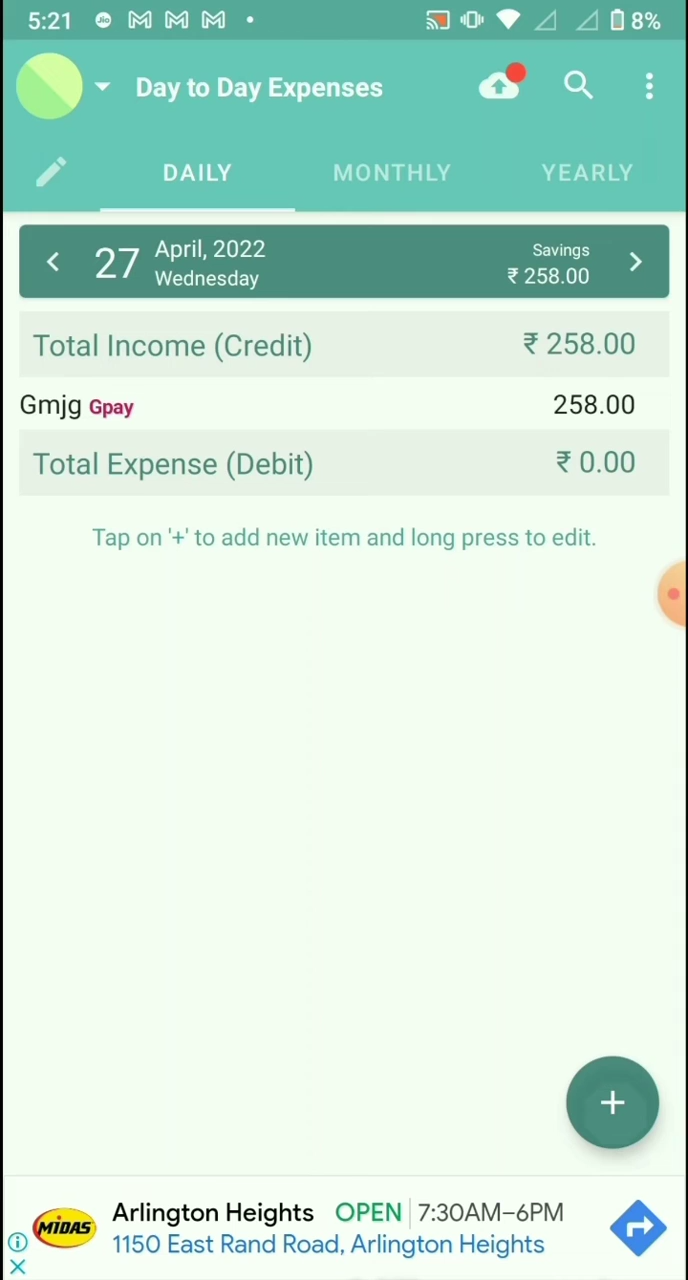 5:21 Jio 8%
Day to Day Expenses
DAILY MONTHLY YEARLY
27 April, 2022 Wednesday Savings ₹ 258.00
Total Income (Credit) ₹ 258.00
Gmjg Gpay 258.00
Total Expense (Debit) ₹ 0.00
Tap on '+' to add new item and long press to edit.
+
MIDAS Arlington Heights OPEN 7:30AM–6PM
1150 East Rand Road, Arlington Heights